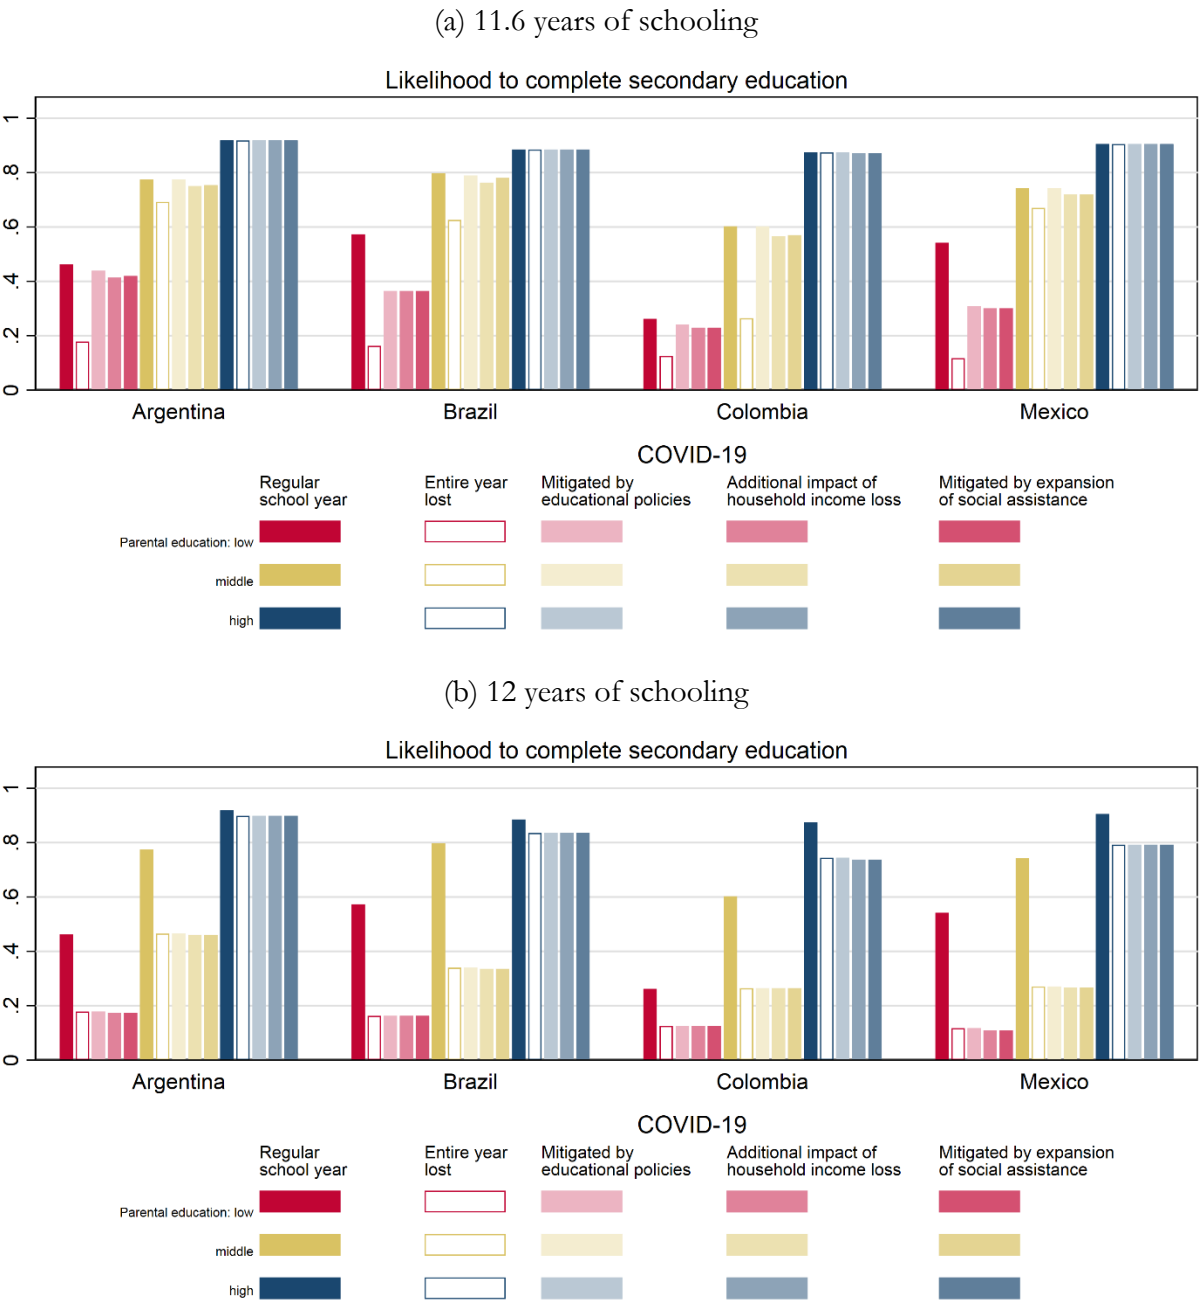 (a) 11.6 years of schooling
Likelihood to complete secondary education
1
.8
.6
.4
.2
0
Argentina Brazil Colombia Mexico
COVID-19
Regular school year Entire year lost Mitigated by educational policies Additional impact of household income loss Mitigated by expansion of social assistance
Parental education: low
middle
high
(b) 12 years of schooling
Likelihood to complete secondary education
1
.8
.6
.4
.2
0
Argentina Brazil Colombia Mexico
COVID-19
Regular school year Entire year lost Mitigated by educational policies Additional impact of household income loss Mitigated by expansion of social assistance
Parental education: low
middle
high